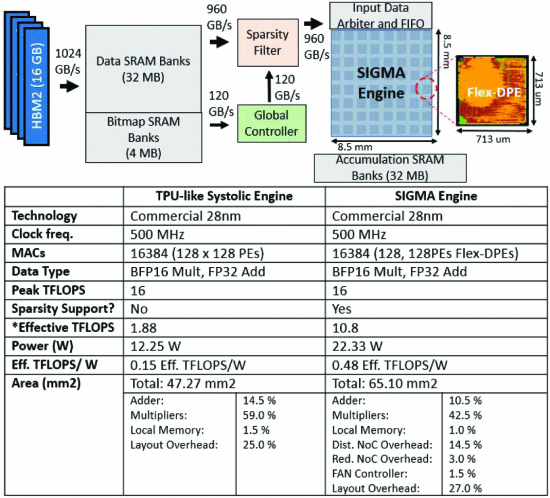 HBM2 (16 GB)
1024
GB/s
Data SRAM Banks
(32 MB)
Bitmap SRAM
Banks
(4 MB)
960
GB/s
120
GB/s
Sparsity
Filter
120
GB/s
Global
Controller
960
GB/s
Input Data
Arbiter and FIFO
SIGMA
Engine
8.5 mm
8.5 mm
Flex-DPE
713 um
713 um
Accumulation SRAM
Banks (32 MB)
TPU-like Systolic Engine SIGMA Engine
Technology Commercial 28nm Commercial 28nm
Clock freq. 500 MHz 500 MHz
MACs 16384 (128 x 128 PEs) 16384 (128, 128PEs Flex-DPEs)
Data Type BFP16 Mult, FP32 Add BFP16 Mult, FP32 Add
Peak TFLOPS 16 16
Sparsity Support? No Yes
*Effective TFLOPS 1.88 10.8
Power (W) 12.25 W 22.33 W
Eff. TFLOPS/ W 0.15 Eff. TFLOPS/W 0.48 Eff. TFLOPS/W
Area (mm2) Total: 47.27 mm2 Total: 65.10 mm2
Adder: 14.5 % Adder: 10.5 %
Multipliers: 59.0 % Multipliers: 42.5 %
Local Memory: 1.5 % Local Memory: 1.0 %
Layout Overhead: 25.0 % Dist. NoC Overhead: 14.5 %
Red. NoC Overhead: 3.0 %
FAN Controller: 1.5 %
Layout Overhead: 27.0 %